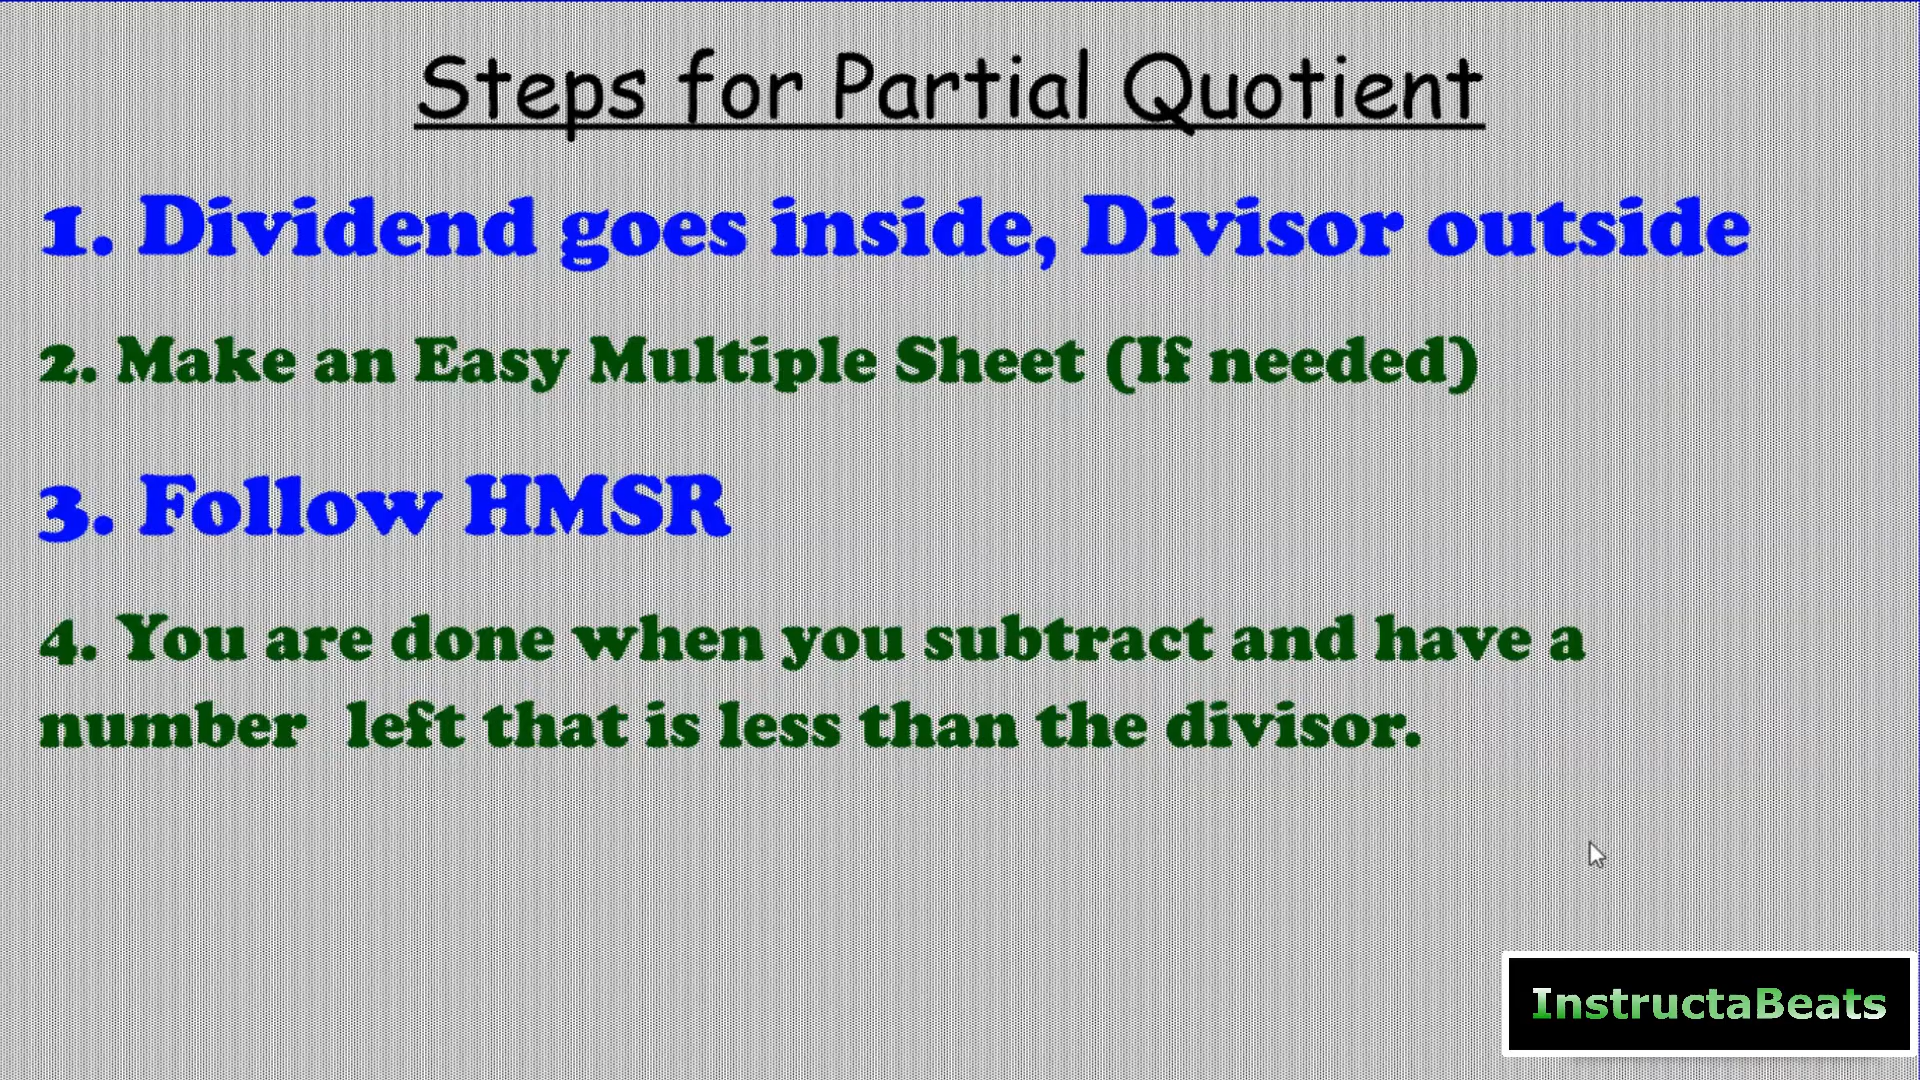 Steps for Partial Quotient
1. Dividend goes inside, Divisor outside
2. Make an Easy Multiple Sheet (If needed)
3. Follow HMSR
4. You are done when you subtract and have a
number  left that is less than the divisor.
InstructaBeats